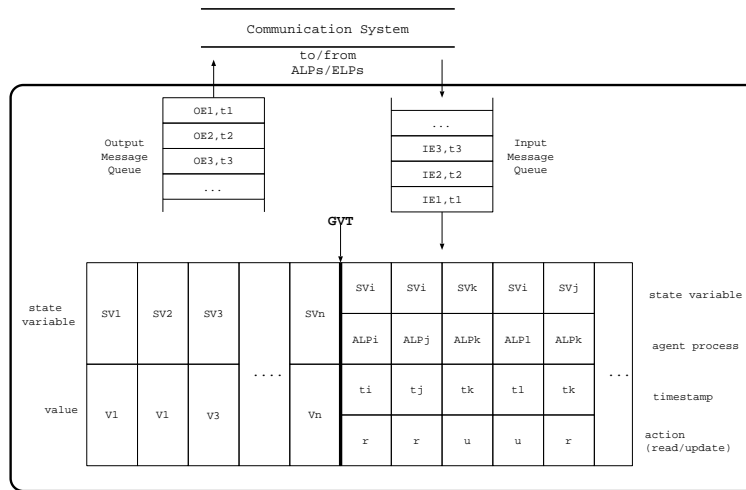 Communication System
to/from
ALPs/ELPs
Output
Message
Queue
OE1,t1
OE2,t2
OE3,t3
...
...
IE3,t3
IE2,t2
IE1,t1
Input
Message
Queue
GVT
state
variable
SV1 SV2 SV3 .... SVn
value
V1 V1 V3 Vn
SVi SVi SVk SVi SVj ... state variable
ALPi ALPj ALPk ALPl ALPk agent process
ti tj tk tl tk timestamp
r r u u r action
(read/update)